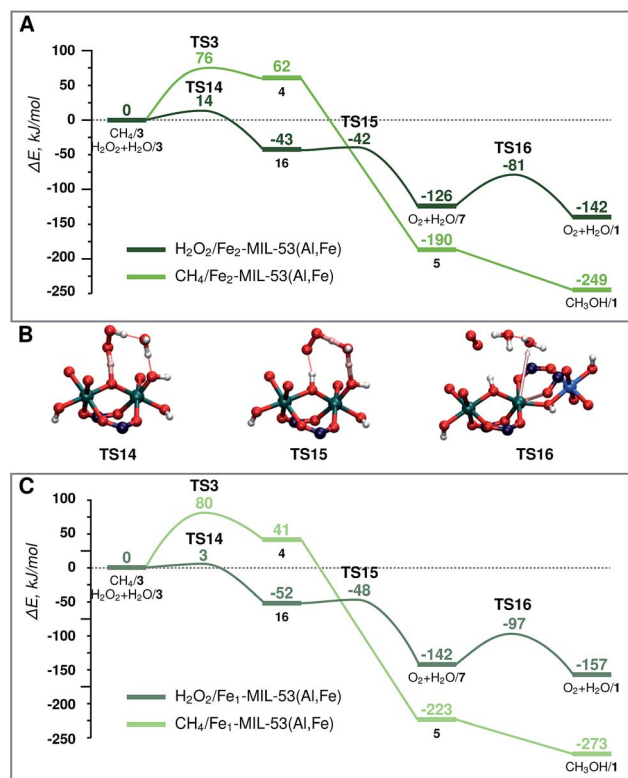 A
ΔE, kJ/mol
100
50
0
-50
-100
-150
-200
-250
0
CH₄/3
H₂O₂+H₂O/3
TS3
76
TS14
14
62
4
-43
16
TS15
-42
-126
O₂+H₂O/7
TS16
-81
-142
O₂+H₂O/1
-190
5
-249
CH₃OH/1
H₂O₂/Fe₂-MIL-53(Al,Fe)
CH₄/Fe₂-MIL-53(Al,Fe)
B
TS14
TS15
TS16
C
ΔE, kJ/mol
100
50
0
-50
-100
-150
-200
-250
0
CH₄/3
H₂O₂+H₂O/3
TS3
80
TS14
3
41
4
-52
16
TS15
-48
-142
O₂+H₂O/7
TS16
-97
-157
O₂+H₂O/1
-223
5
-273
CH₃OH/1
H₂O₂/Fe₁-MIL-53(Al,Fe)
CH₄/Fe₁-MIL-53(Al,Fe)